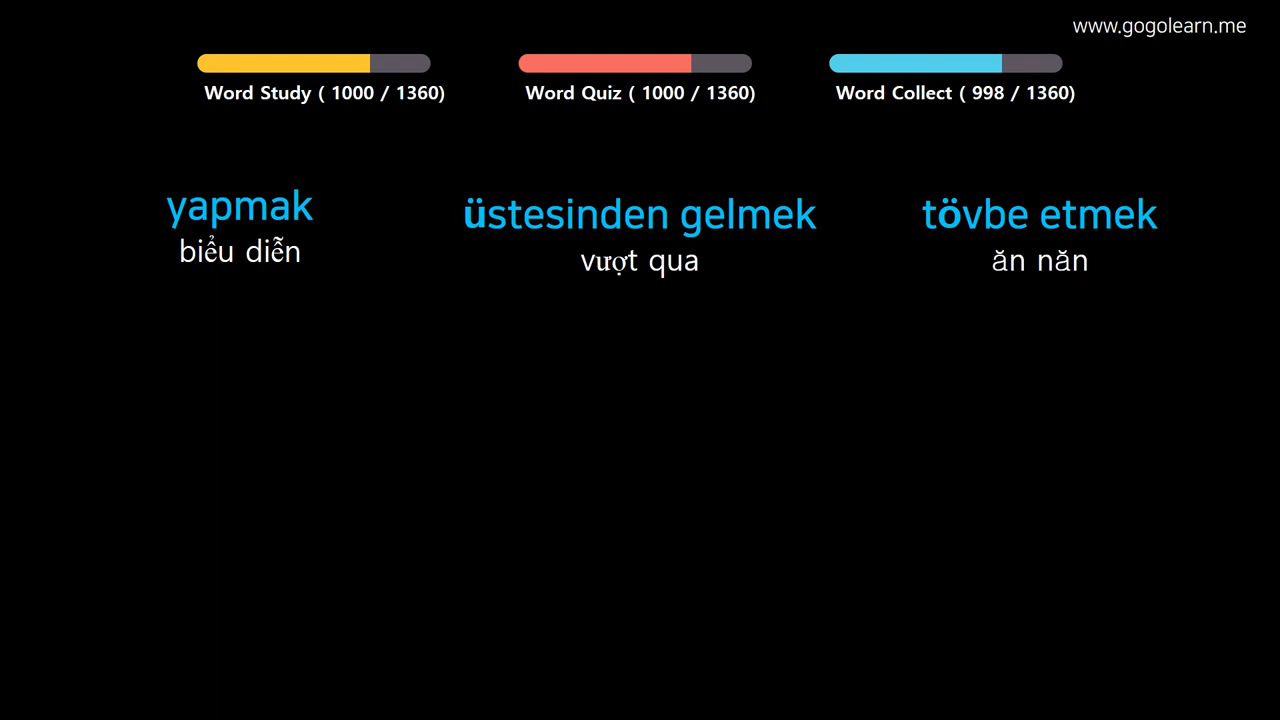 www.gogolearn.me
Word Study ( 1000 / 1360)
Word Quiz ( 1000 / 1360)
Word Collect ( 998 / 1360)
yapmak
biểu diễn
üstesinden gelmek
vượt qua
tövbe etmek
ăn năn